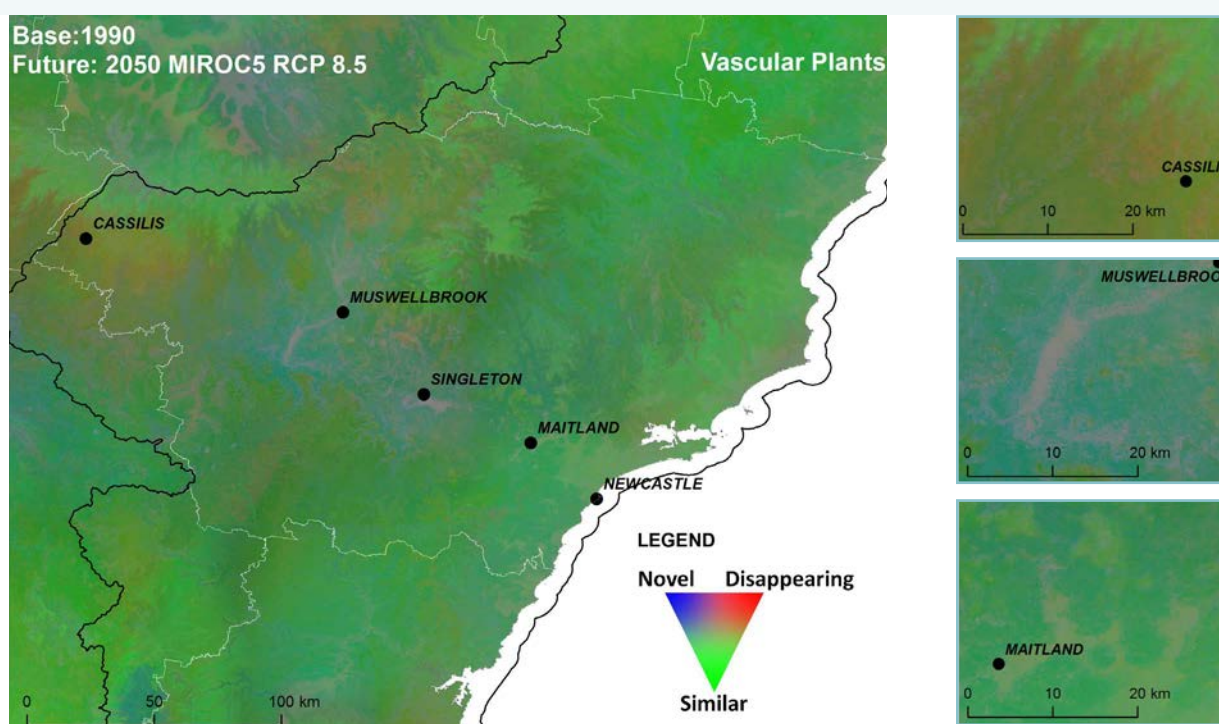 Base:1990
Future: 2050 MIROC5 RCP 8.5
Vascular Plants
CASSILIS
MUSWELLBROOK
SINGLETON
MAITLAND
NEWCASTLE
LEGEND
Novel Disappearing
Similar
0 50 100 km
CASSILI
0 10 20 km
MUSWELLBROO
0 10 20 km
MAITLAND
0 10 20 km